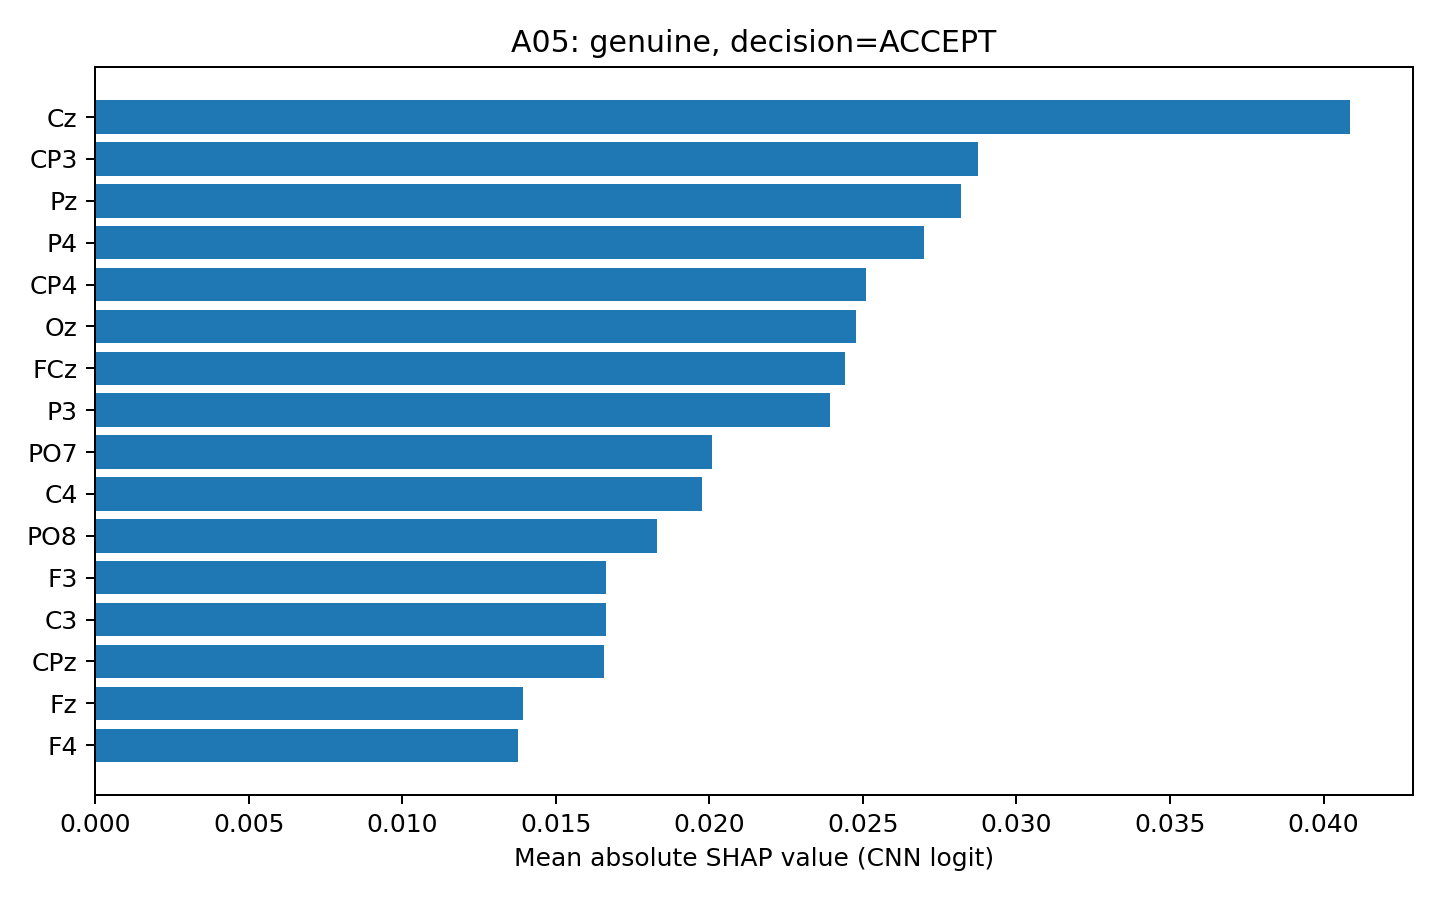 A05: genuine, decision=ACCEPT
Cz
CP3
Pz
P4
CP4
Oz
FCz
P3
PO7
C4
PO8
F3
C3
CPz
Fz
F4
0.000 0.005 0.010 0.015 0.020 0.025 0.030 0.035 0.040
Mean absolute SHAP value (CNN logit)